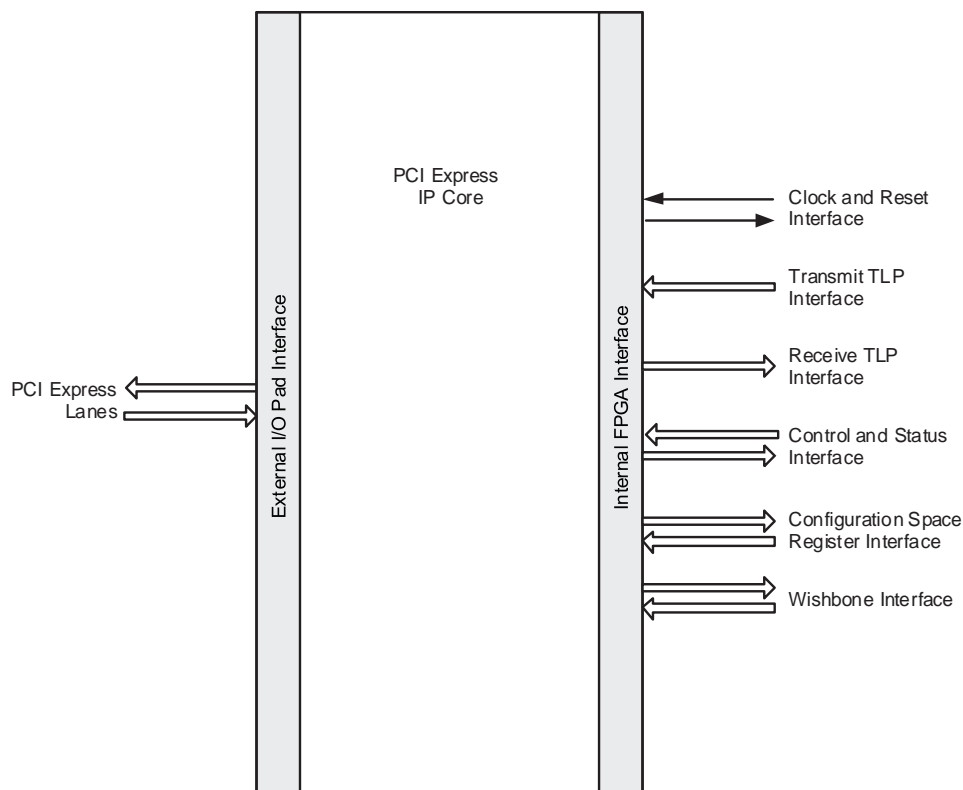 PCI Express
IP Core
Clock and Reset
Interface
Transmit TLP
Interface
External I/O Pad Interface
Internal FPGA Interface
Receive TLP
Interface
PCI Express
Lanes
Control and Status
Interface
Configuration Space
Register Interface
Wishbone Interface